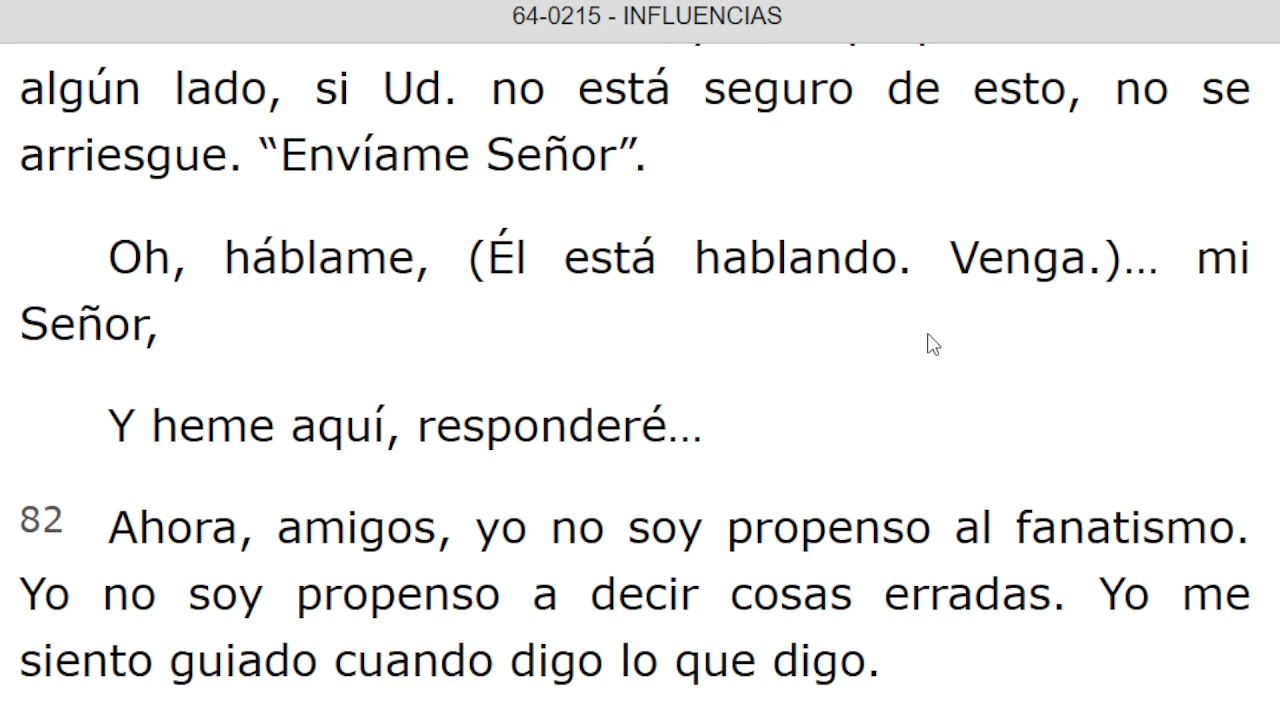 64-0215 - INFLUENCIAS
algún lado, si Ud. no está seguro de esto, no se
arriesgue. “Envíame Señor”.
Oh, háblame, (Él está hablando. Venga.)… mi
Señor,
Y heme aquí, responderé…
82 Ahora, amigos, yo no soy propenso al fanatismo.
Yo no soy propenso a decir cosas erradas. Yo me
siento guiado cuando digo lo que digo.